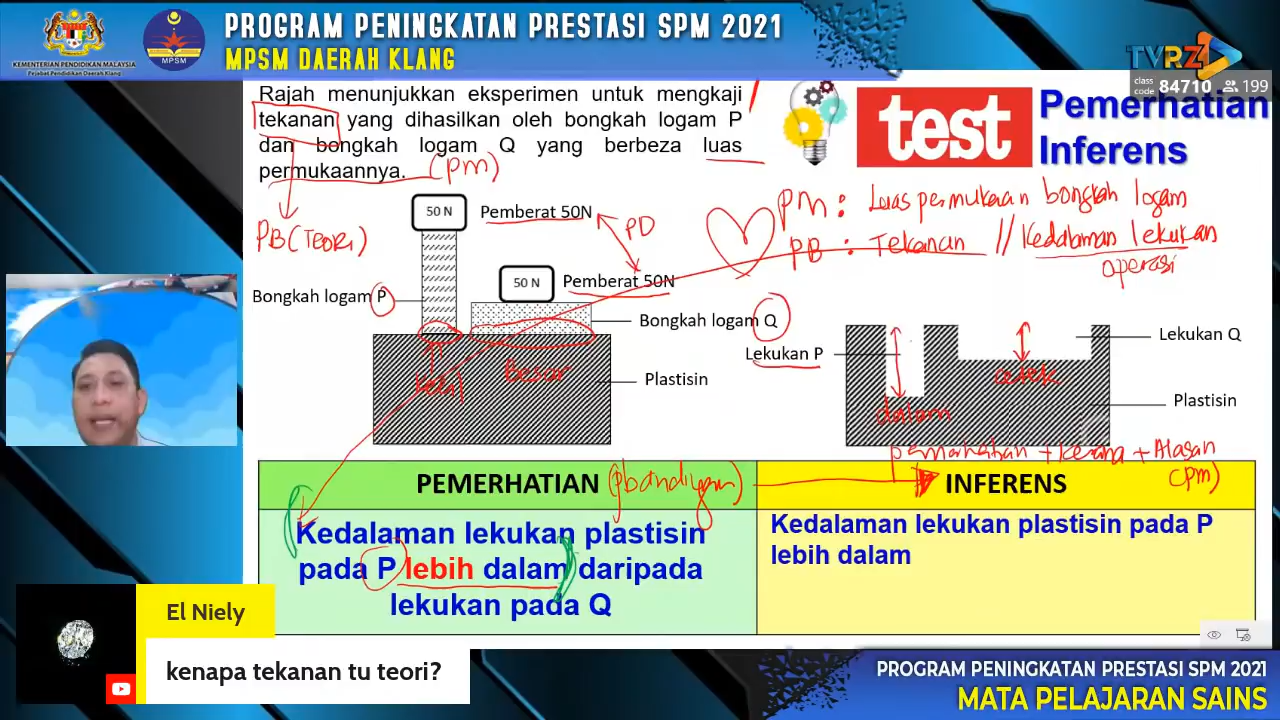 KEMENTERIAN PENDIDIKAN MALAYSIA
Pejabat Pendidikan Daerah Klang
MPSM
PROGRAM PENINGKATAN PRESTASI SPM 2021
MPSM DAERAH KLANG
TVRZ
class code 84710 199
Rajah menunjukkan eksperimen untuk mengkaji
tekanan yang dihasilkan oleh bongkah logam P
dan bongkah logam Q yang berbeza luas
permukaannya. (PM)
test
Pemerhatian
Inferens
PB (TEORI)
50 N
Pemberat 50N
PD
50 N
Pemberat 50N
PM : Luas permukaan bongkah logam
PB : Tekanan // Kedalaman lekukan
operasi
Bongkah logam P
Bongkah logam Q
Kecil
Besar
Plastisin
Lekukan P
Lekukan Q
cetek
dalam
Plastisin
pemerhatian + kerana + Alasan
(PM)
PEMERHATIAN
INFERENS
Kedalaman lekukan plastisin
pada P lebih dalam daripada
lekukan pada Q
Kedalaman lekukan plastisin pada P
lebih dalam
El Niely
kenapa tekanan tu teori?
PROGRAM PENINGKATAN PRESTASI SPM 2021
MATA PELAJARAN SAINS